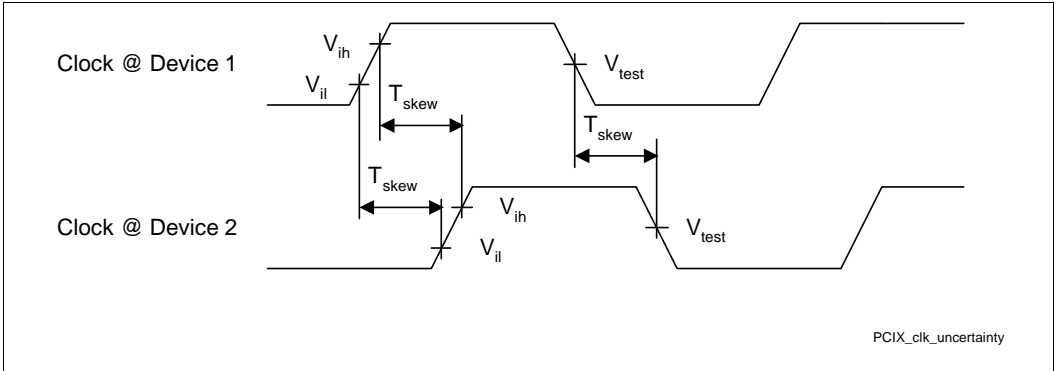 Clock @ Device 1
V_ih
V_il
T_skew
V_test
T_skew
T_skew
Clock @ Device 2
V_ih
V_il
V_test
PCIX_clk_uncertainty